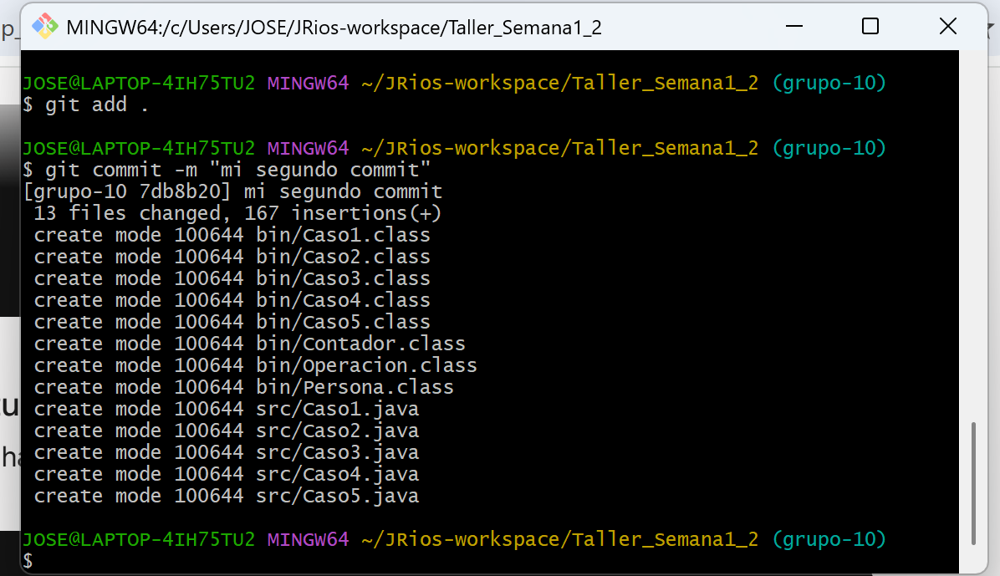 MINGW64:/c/Users/JOSE/JRios-workspace/Taller_Semana1_2
JOSE@LAPTOP-4IH75TU2 MINGW64 ~/JRios-workspace/Taller_Semana1_2 (grupo-10)
$ git add .
JOSE@LAPTOP-4IH75TU2 MINGW64 ~/JRios-workspace/Taller_Semana1_2 (grupo-10)
$ git commit -m "mi segundo commit"
[grupo-10 7db8b20] mi segundo commit
13 files changed, 167 insertions(+)
create mode 100644 bin/Caso1.class
create mode 100644 bin/Caso2.class
create mode 100644 bin/Caso3.class
create mode 100644 bin/Caso4.class
create mode 100644 bin/Caso5.class
create mode 100644 bin/Contador.class
create mode 100644 bin/Operacion.class
create mode 100644 bin/Persona.class
create mode 100644 src/Caso1.java
create mode 100644 src/Caso2.java
create mode 100644 src/Caso3.java
create mode 100644 src/Caso4.java
create mode 100644 src/Caso5.java
JOSE@LAPTOP-4IH75TU2 MINGW64 ~/JRios-workspace/Taller_Semana1_2 (grupo-10)
$